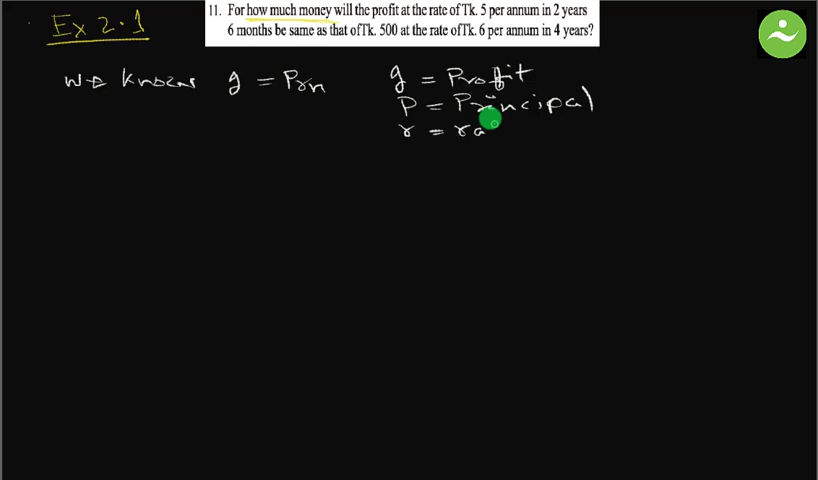 Ex 2.1
11. For how much money will the profit at the rate of Tk. 5 per annum in 2 years
6 months be same as that of Tk. 500 at the rate of Tk. 6 per annum in 4 years?
we know g = Prn
g = Profit
P = Principal
r = ra